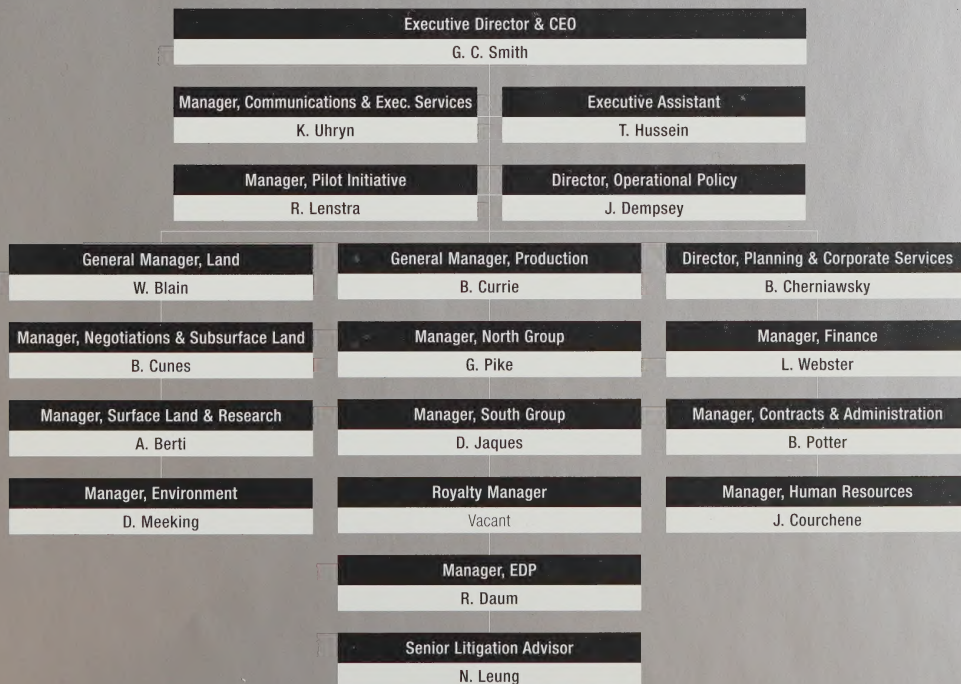 Executive Director & CEO
G. C. Smith
Manager, Communications & Exec. Services
K. Uhryn
Executive Assistant
T. Hussein
Manager, Pilot Initiative
R. Lenstra
Director, Operational Policy
J. Dempsey
General Manager, Land
W. Blain
Manager, Negotiations & Subsurface Land
B. Cunes
Manager, Surface Land & Research
A. Berti
Manager, Environment
D. Meeking
General Manager, Production
B. Currie
Manager, North Group
G. Pike
Manager, South Group
D. Jaques
Royalty Manager
Vacant
Manager, EDP
R. Daum
Senior Litigation Advisor
N. Leung
Director, Planning & Corporate Services
B. Cherniawsky
Manager, Finance
L. Webster
Manager, Contracts & Administration
B. Potter
Manager, Human Resources
J. Courchene